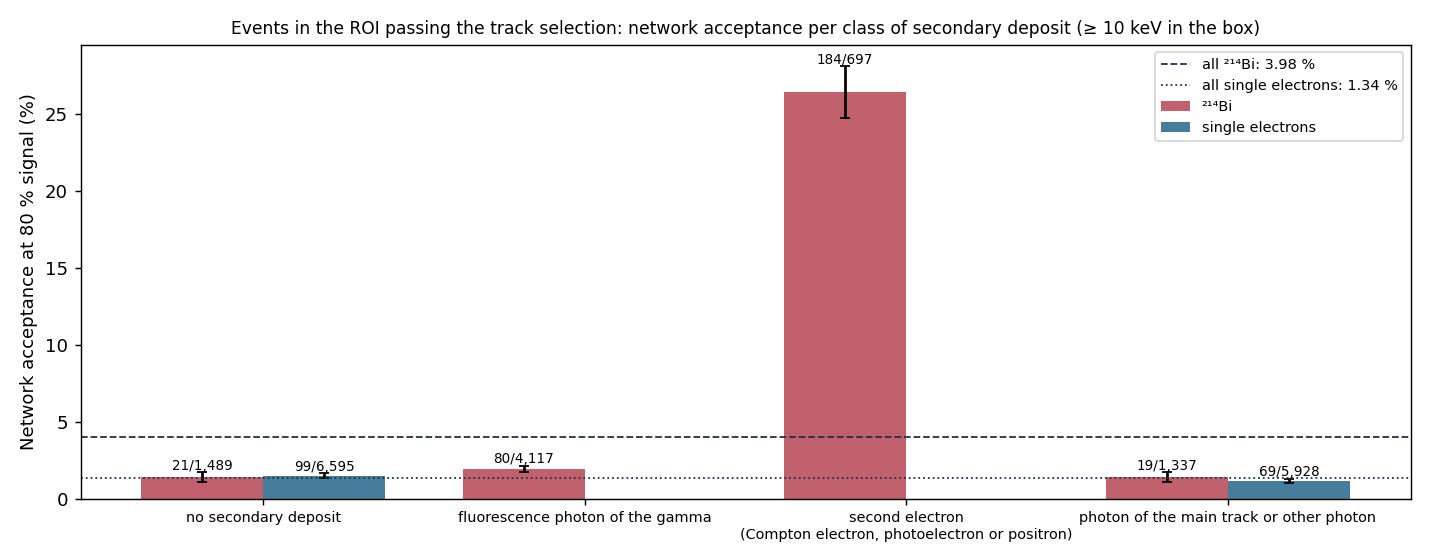 Events in the ROI passing the track selection: network acceptance per class of secondary deposit (≥ 10 keV in the box)
Network acceptance at 80 % signal (%)
25
20
15
10
5
0
184/697
21/1,489
99/6,595
80/4,117
19/1,337
69/5,928
all ²¹⁴Bi: 3.98 %
all single electrons: 1.34 %
²¹⁴Bi
single electrons
no secondary deposit
fluorescence photon of the gamma
second electron
(Compton electron, photoelectron or positron)
photon of the main track or other photon